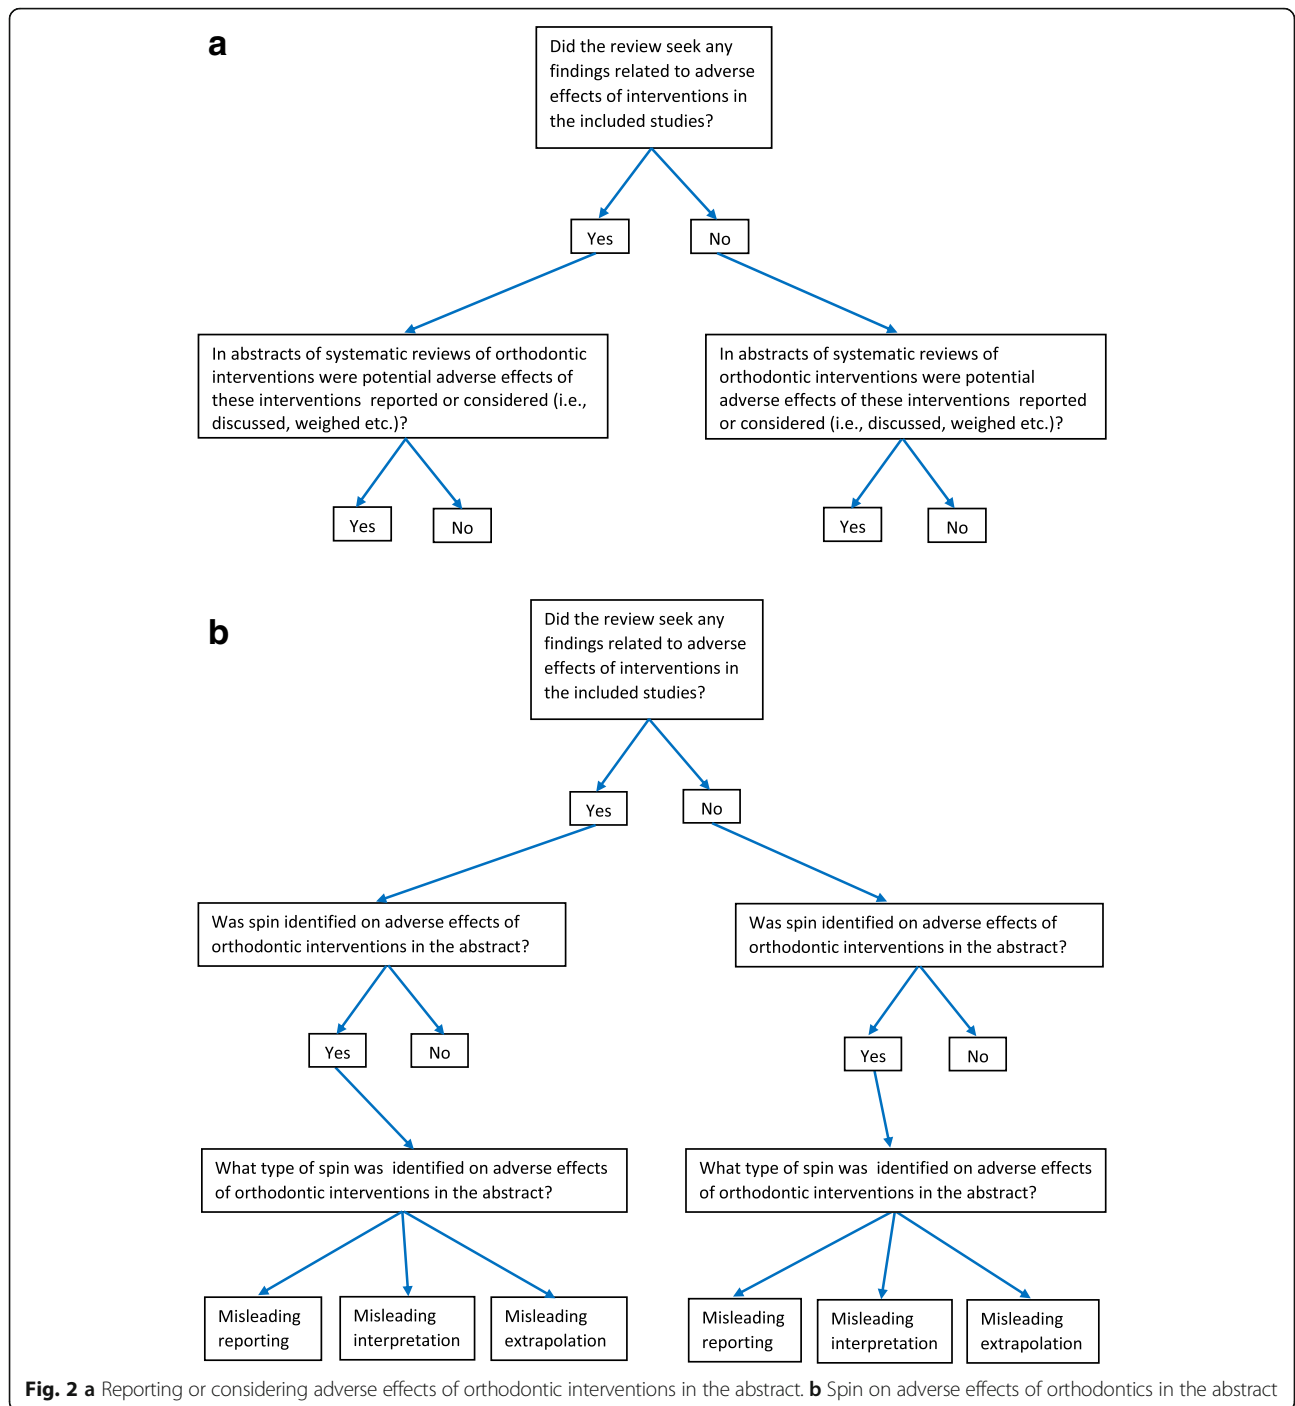 a
Did the review seek any
findings related to adverse
effects of interventions in
the included studies?
Yes
No
In abstracts of systematic reviews of orthodontic
interventions were potential adverse effects of
these interventions reported or considered (i.e.,
discussed, weighed etc.)?
In abstracts of systematic reviews of
orthodontic interventions were potential
adverse effects of these interventions reported
or considered (i.e., discussed, weighed etc.)?
Yes
No
Yes
No
b
Did the review seek any
findings related to adverse
effects of interventions in
the included studies?
Yes
No
Was spin identified on adverse effects of
orthodontic interventions in the abstract?
Was spin identified on adverse effects of
orthodontic interventions in the abstract?
Yes
No
Yes
No
What type of spin was identified on adverse effects
of orthodontic interventions in the abstract?
What type of spin was identified on adverse effects
of orthodontic interventions in the abstract?
Misleading
reporting
Misleading
interpretation
Misleading
extrapolation
Misleading
reporting
Misleading
interpretation
Misleading
extrapolation
Fig. 2 a Reporting or considering adverse effects of orthodontic interventions in the abstract. b Spin on adverse effects of orthodontics in the abstract